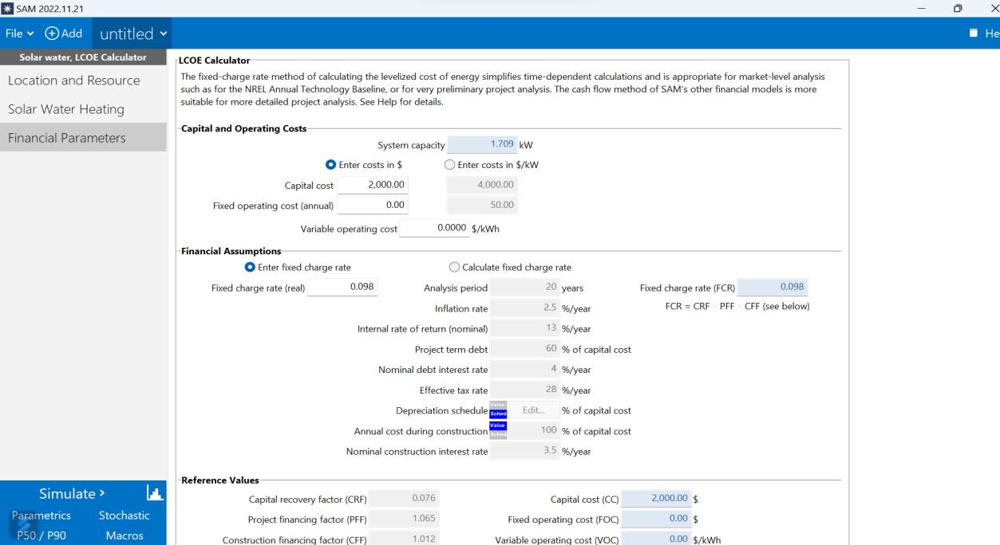 SAM 2022.11.21
File Add untitled He
Solar water, LCOE Calculator
Location and Resource
Solar Water Heating
Financial Parameters
Simulate >
Parametrics Stochastic
P50 / P90 Macros
LCOE Calculator
The fixed-charge rate method of calculating the levelized cost of energy simplifies time-dependent calculations and is appropriate for market-level analysis
such as for the NREL Annual Technology Baseline, or for very preliminary project analysis. The cash flow method of SAM's other financial models is more
suitable for more detailed project analysis. See Help for details.
Capital and Operating Costs
System capacity 1.709 kW
Enter costs in $ Enter costs in $/kW
Capital cost 2,000.00 4,000.00
Fixed operating cost (annual) 0.00 50.00
Variable operating cost 0.0000 $/kWh
Financial Assumptions
Enter fixed charge rate Calculate fixed charge rate
Fixed charge rate (real) 0.098 Analysis period 20 years Fixed charge rate (FCR) 0.098
Inflation rate 2.5 %/year FCR = CRF · PFF · CFF (see below)
Internal rate of return (nominal) 13 %/year
Project term debt 60 % of capital cost
Nominal debt interest rate 4 %/year
Effective tax rate 28 %/year
Depreciation schedule Value Sched Edit... % of capital cost
Annual cost during construction Value Sched 100 % of capital cost
Nominal construction interest rate 3.5 %/year
Reference Values
Capital recovery factor (CRF) 0.076 Capital cost (CC) 2,000.00 $
Project financing factor (PFF) 1.065 Fixed operating cost (FOC) 0.00 $
Construction financing factor (CFF) 1.012 Variable operating cost (VOC) 0.00 $/kWh